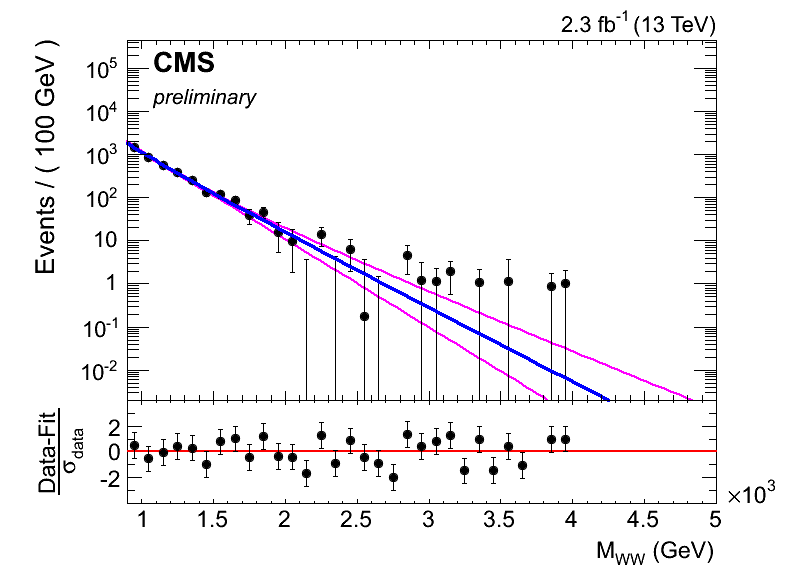 2.3 fb⁻¹ (13 TeV)
CMS
preliminary
Events / ( 100 GeV )
10⁵
10⁴
10³
10²
10
1
10⁻¹
10⁻²
Data-Fit
σdata
2
0
-2
×10³
1 1.5 2 2.5 3 3.5 4 4.5 5
M_WW (GeV)